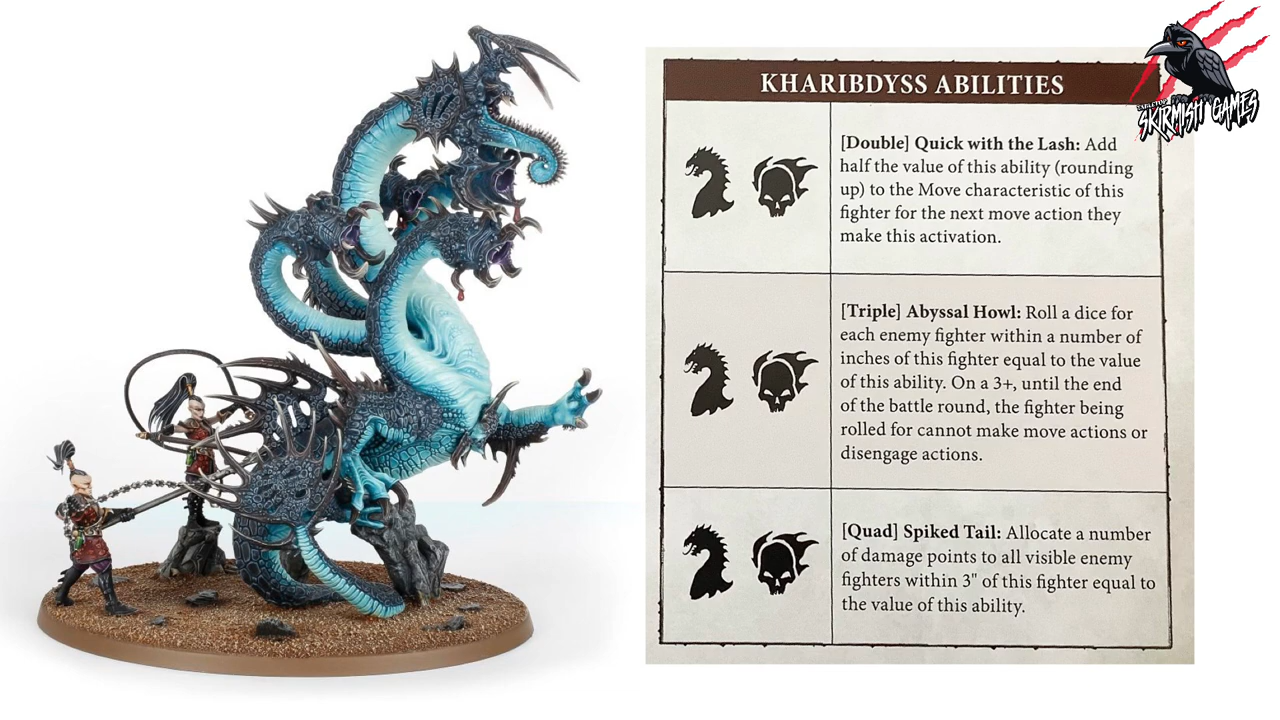 KHARIBDYSS ABILITIES
[Double] Quick with the Lash: Add
half the value of this ability (rounding
up) to the Move characteristic of this
fighter for the next move action they
make this activation.
[Triple] Abyssal Howl: Roll a dice for
each enemy fighter within a number of
inches of this fighter equal to the value
of this ability. On a 3+, until the end
of the battle round, the fighter being
rolled for cannot make move actions or
disengage actions.
[Quad] Spiked Tail: Allocate a number
of damage points to all visible enemy
fighters within 3" of this fighter equal to
the value of this ability.
TABLETOP
SKIRMISH GAMES